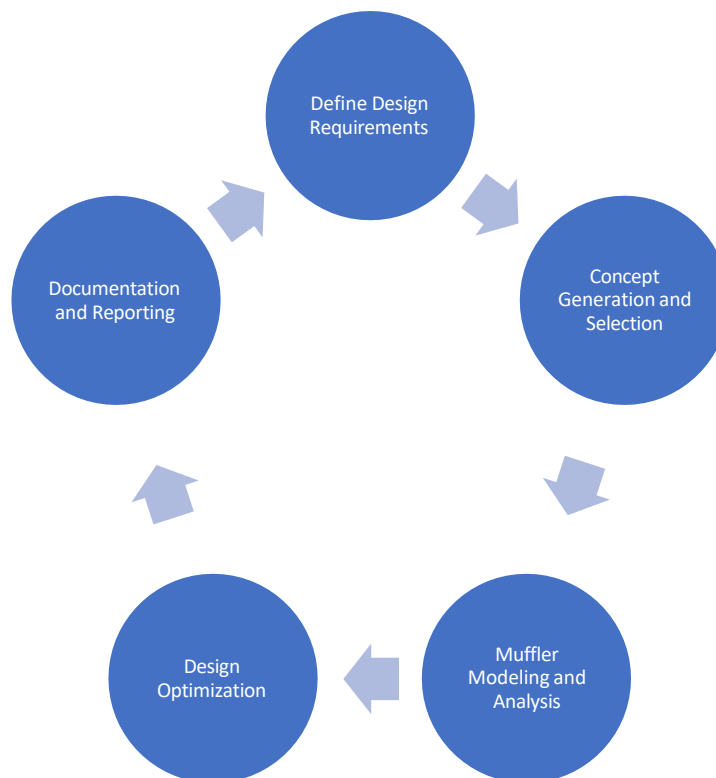 Define Design
Requirements
Concept
Generation and
Selection
Muffler
Modeling and
Analysis
Design
Optimization
Documentation
and Reporting